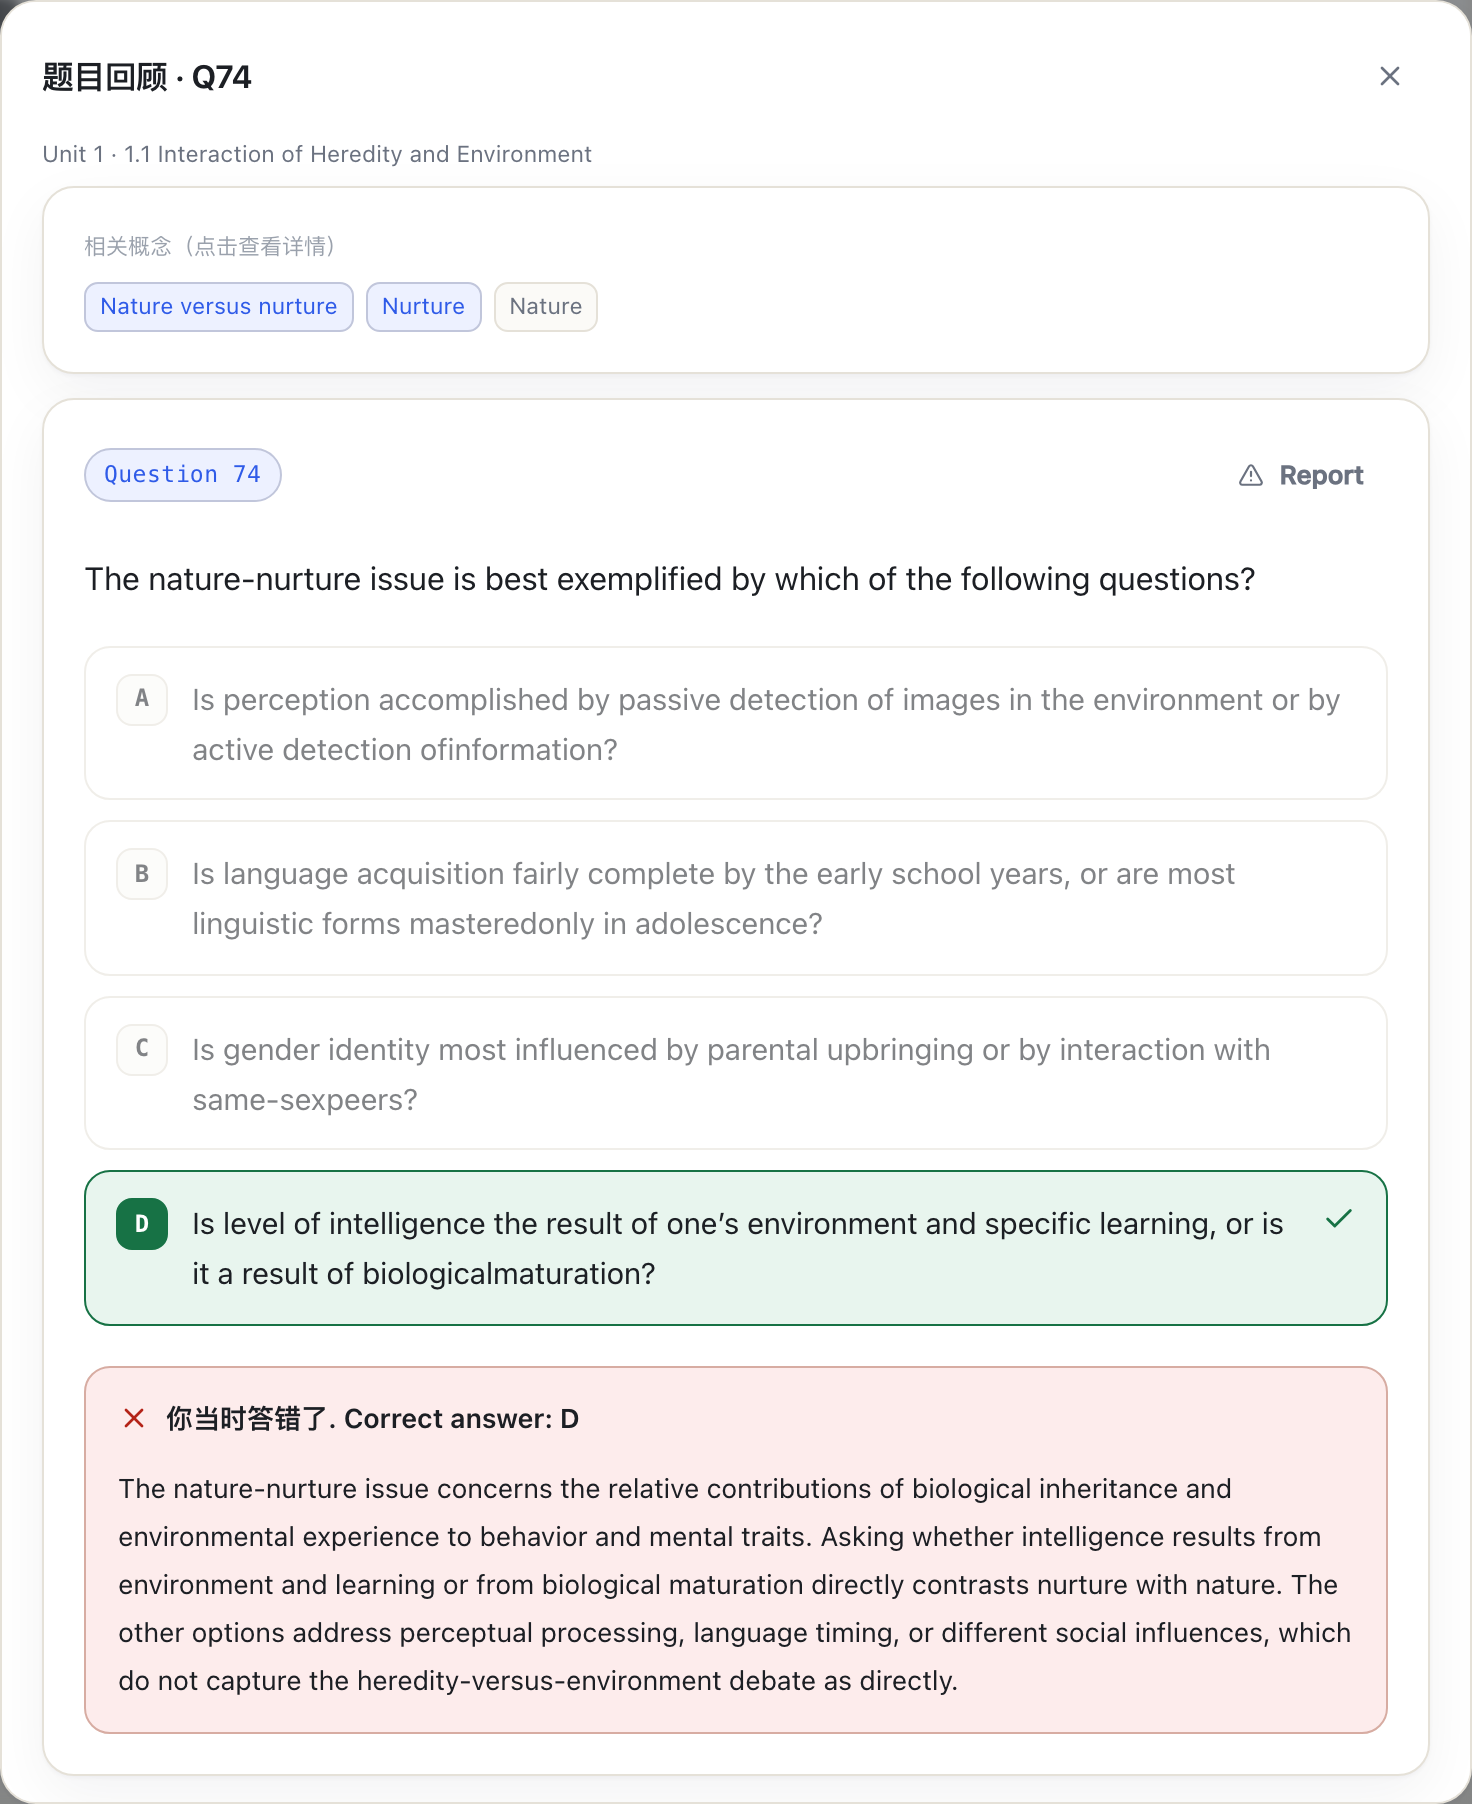 题目回顾 · Q74
Unit 1 · 1.1 Interaction of Heredity and Environment
相关概念（点击查看详情）
Nature versus nurture Nurture Nature
Question 74 Report
The nature-nurture issue is best exemplified by which of the following questions?
A Is perception accomplished by passive detection of images in the environment or by
active detection ofinformation?
B Is language acquisition fairly complete by the early school years, or are most
linguistic forms masteredonly in adolescence?
C Is gender identity most influenced by parental upbringing or by interaction with
same-sexpeers?
D Is level of intelligence the result of one’s environment and specific learning, or is
it a result of biologicalmaturation?
你当时答错了. Correct answer: D
The nature-nurture issue concerns the relative contributions of biological inheritance and
environmental experience to behavior and mental traits. Asking whether intelligence results from
environment and learning or from biological maturation directly contrasts nurture with nature. The
other options address perceptual processing, language timing, or different social influences, which
do not capture the heredity-versus-environment debate as directly.